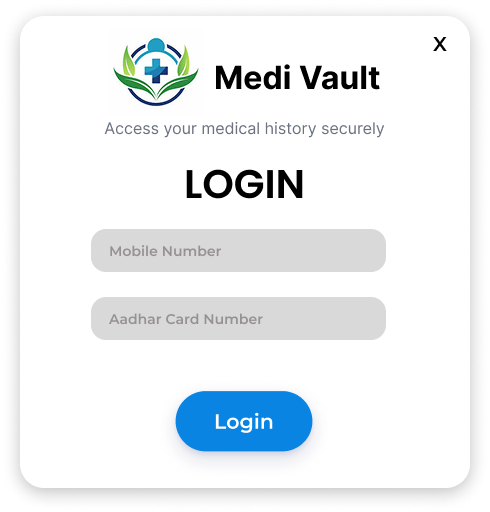 X
Medi Vault
Access your medical history securely
LOGIN
Mobile Number
Aadhar Card Number
Login